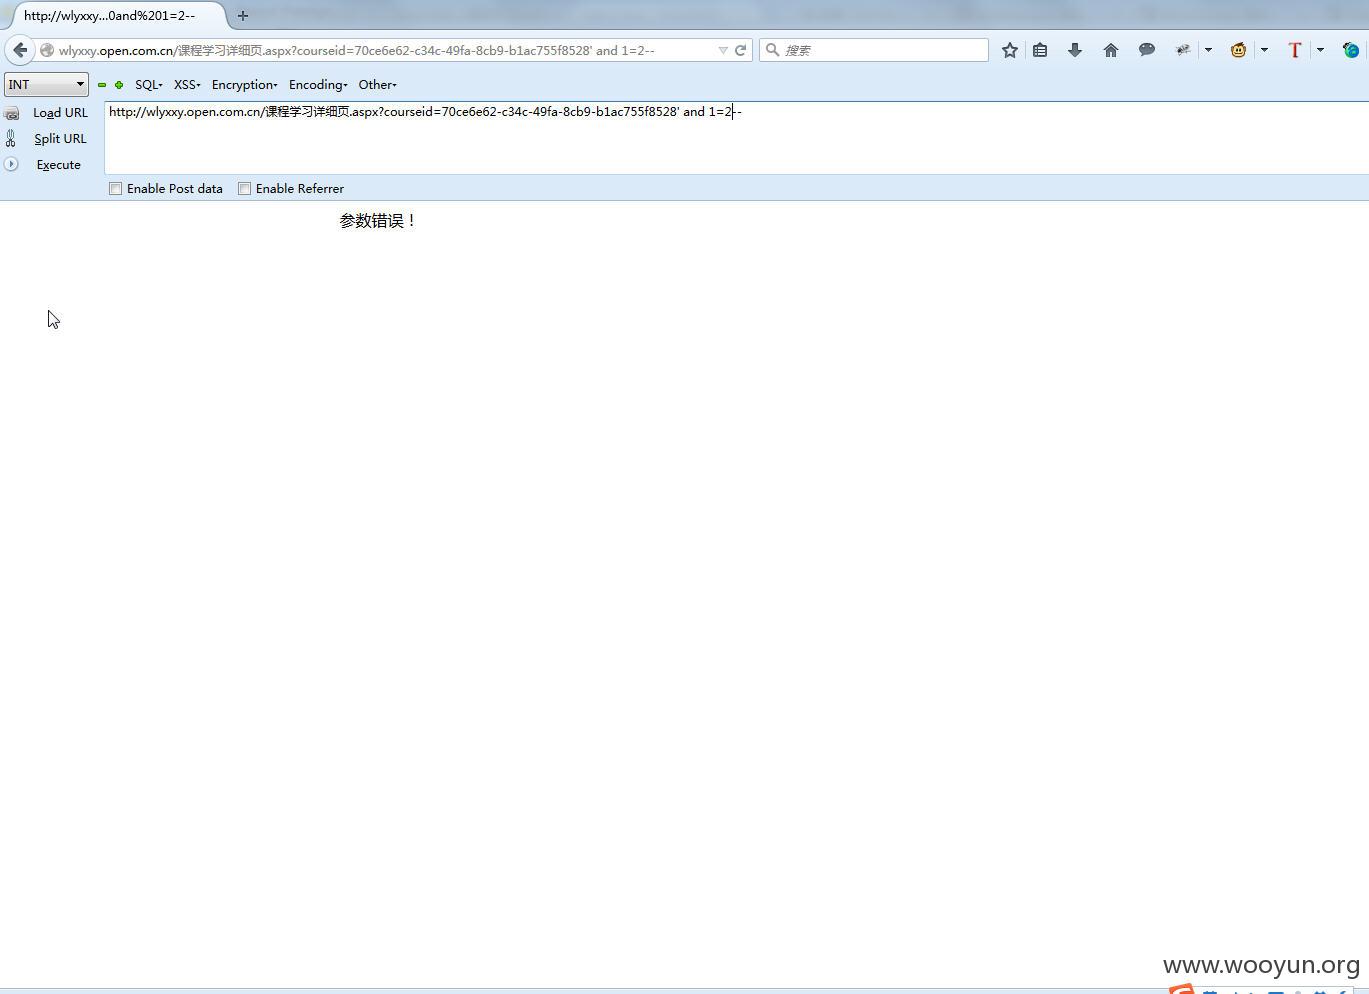 http://wlyxxy...0and%201=2--
wlyxxy.open.com.cn/课程学习详细页.aspx?courseid=70ce6e62-c34c-49fa-8cb9-b1ac755f8528' and 1=2--
搜索
INT
SQL
XSS
Encryption
Encoding
Other
Load URL
http://wlyxxy.open.com.cn/课程学习详细页.aspx?courseid=70ce6e62-c34c-49fa-8cb9-b1ac755f8528' and 1=2--
Split URL
Execute
Enable Post data
Enable Referrer
参数错误！
www.wooyun.org